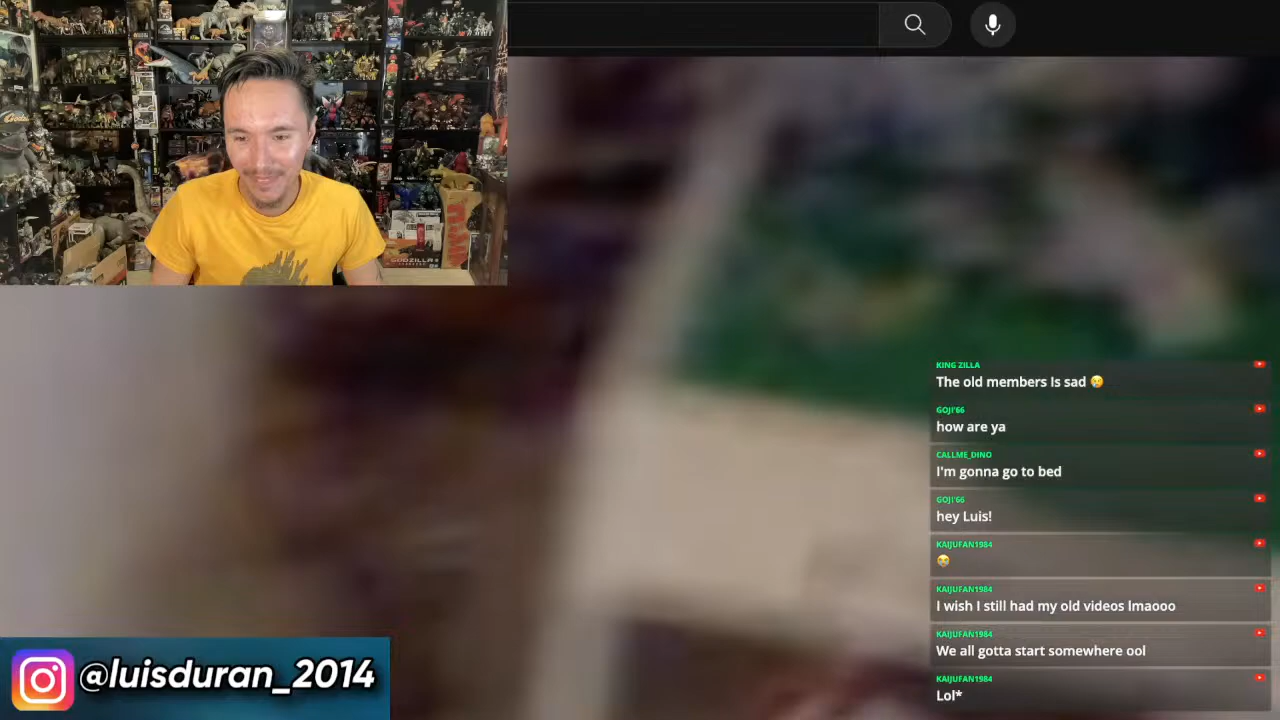 KING ZILLA
The old members Is sad 😢
GOJI'66
how are ya
CALLME_DINO
I'm gonna go to bed
GOJI'66
hey Luis!
KAIJUFAN1984
😭
KAIJUFAN1984
I wish I still had my old videos lmaooo
KAIJUFAN1984
We all gotta start somewhere ool
KAIJUFAN1984
Lol*
@luisduran_2014
GODZILLA